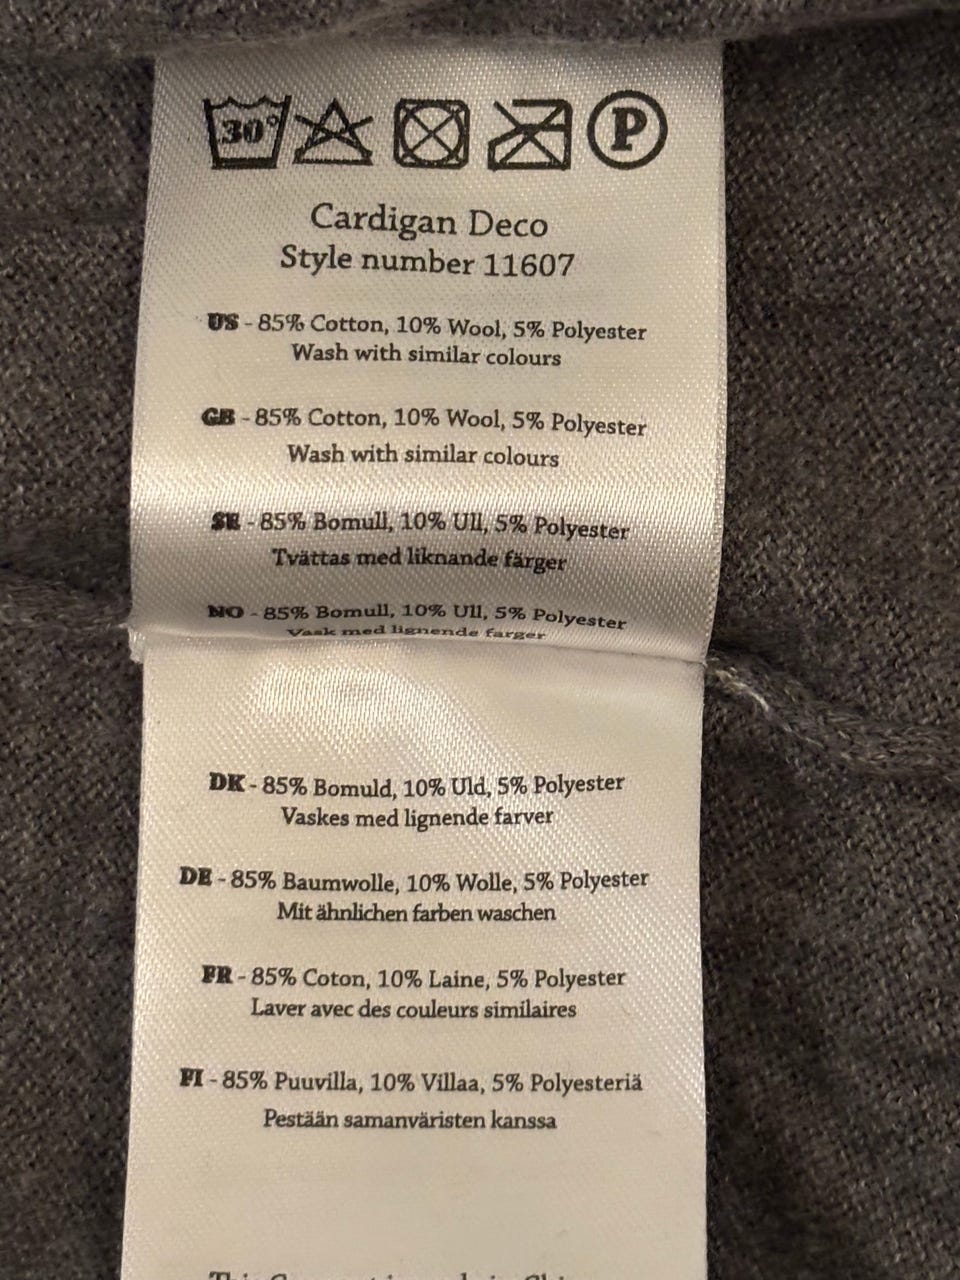 30°
P
Cardigan Deco
Style number 11607
US - 85% Cotton, 10% Wool, 5% Polyester
Wash with similar colours
GB - 85% Cotton, 10% Wool, 5% Polyester
Wash with similar colours
SE - 85% Bomull, 10% Ull, 5% Polyester
Tvättas med liknande färger
NO - 85% Bomull, 10% Ull, 5% Polyester
Vask med lignende farger
DK - 85% Bomuld, 10% Uld, 5% Polyester
Vaskes med lignende farver
DE - 85% Baumwolle, 10% Wolle, 5% Polyester
Mit ähnlichen farben waschen
FR - 85% Coton, 10% Laine, 5% Polyester
Laver avec des couleurs similaires
FI - 85% Puuvilla, 10% Villaa, 5% Polyesteriä
Pestään samanväristen kanssa